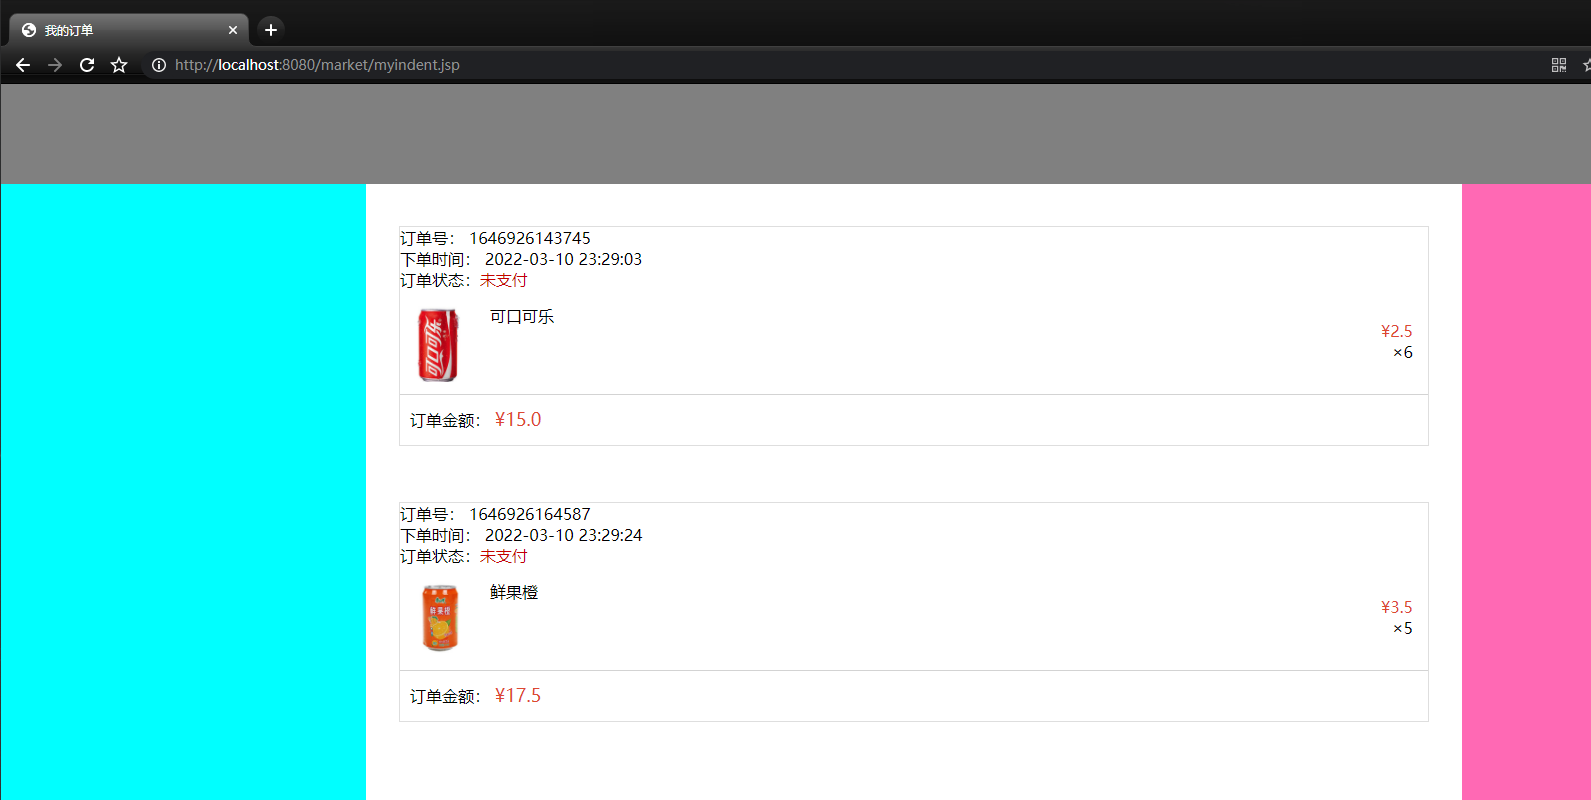 我的订单
http://localhost:8080/market/myindent.jsp
订单号： 1646926143745
下单时间： 2022-03-10 23:29:03
订单状态：未支付
可口可乐
可口可乐
¥2.5
×6
订单金额： ¥15.0
订单号： 1646926164587
下单时间： 2022-03-10 23:29:24
订单状态：未支付
鲜果橙
鲜果橙
¥3.5
×5
订单金额： ¥17.5